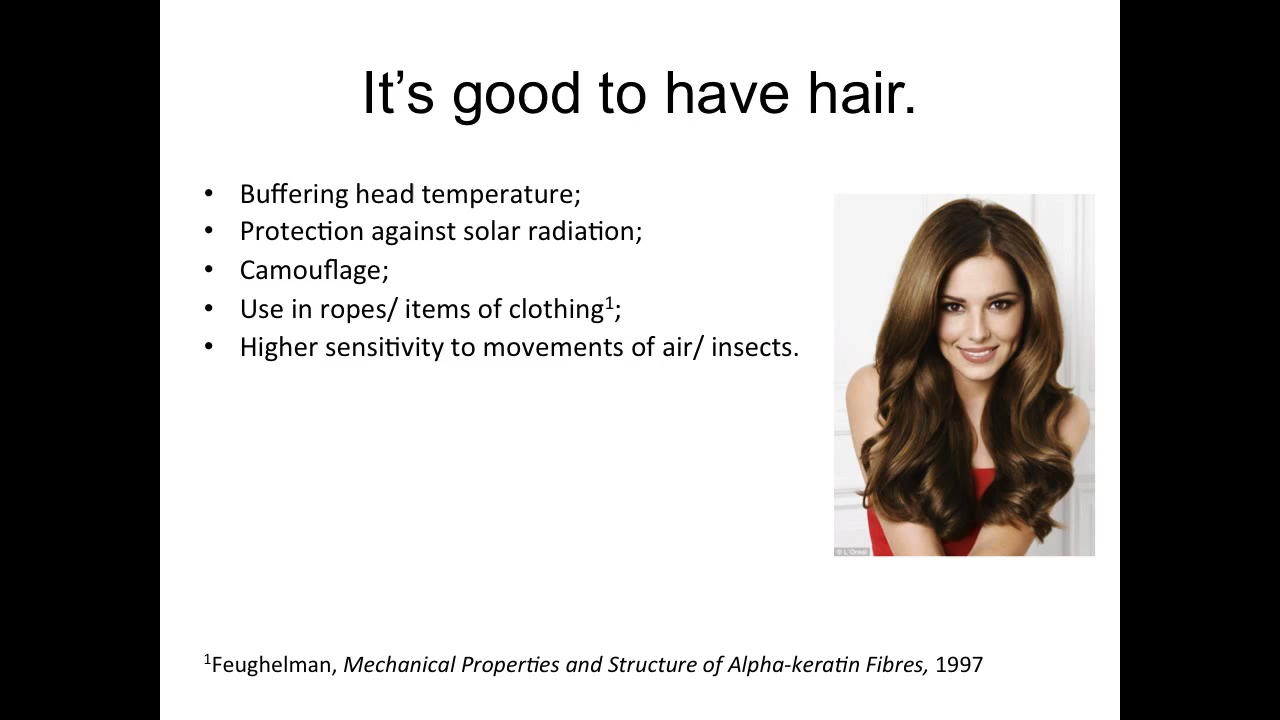 It’s good to have hair.
• Buffering head temperature;
• Protection against solar radiation;
• Camouflage;
• Use in ropes/ items of clothing¹;
• Higher sensitivity to movements of air/ insects.
© L'Oreal
¹Feughelman, Mechanical Properties and Structure of Alpha-keratin Fibres, 1997